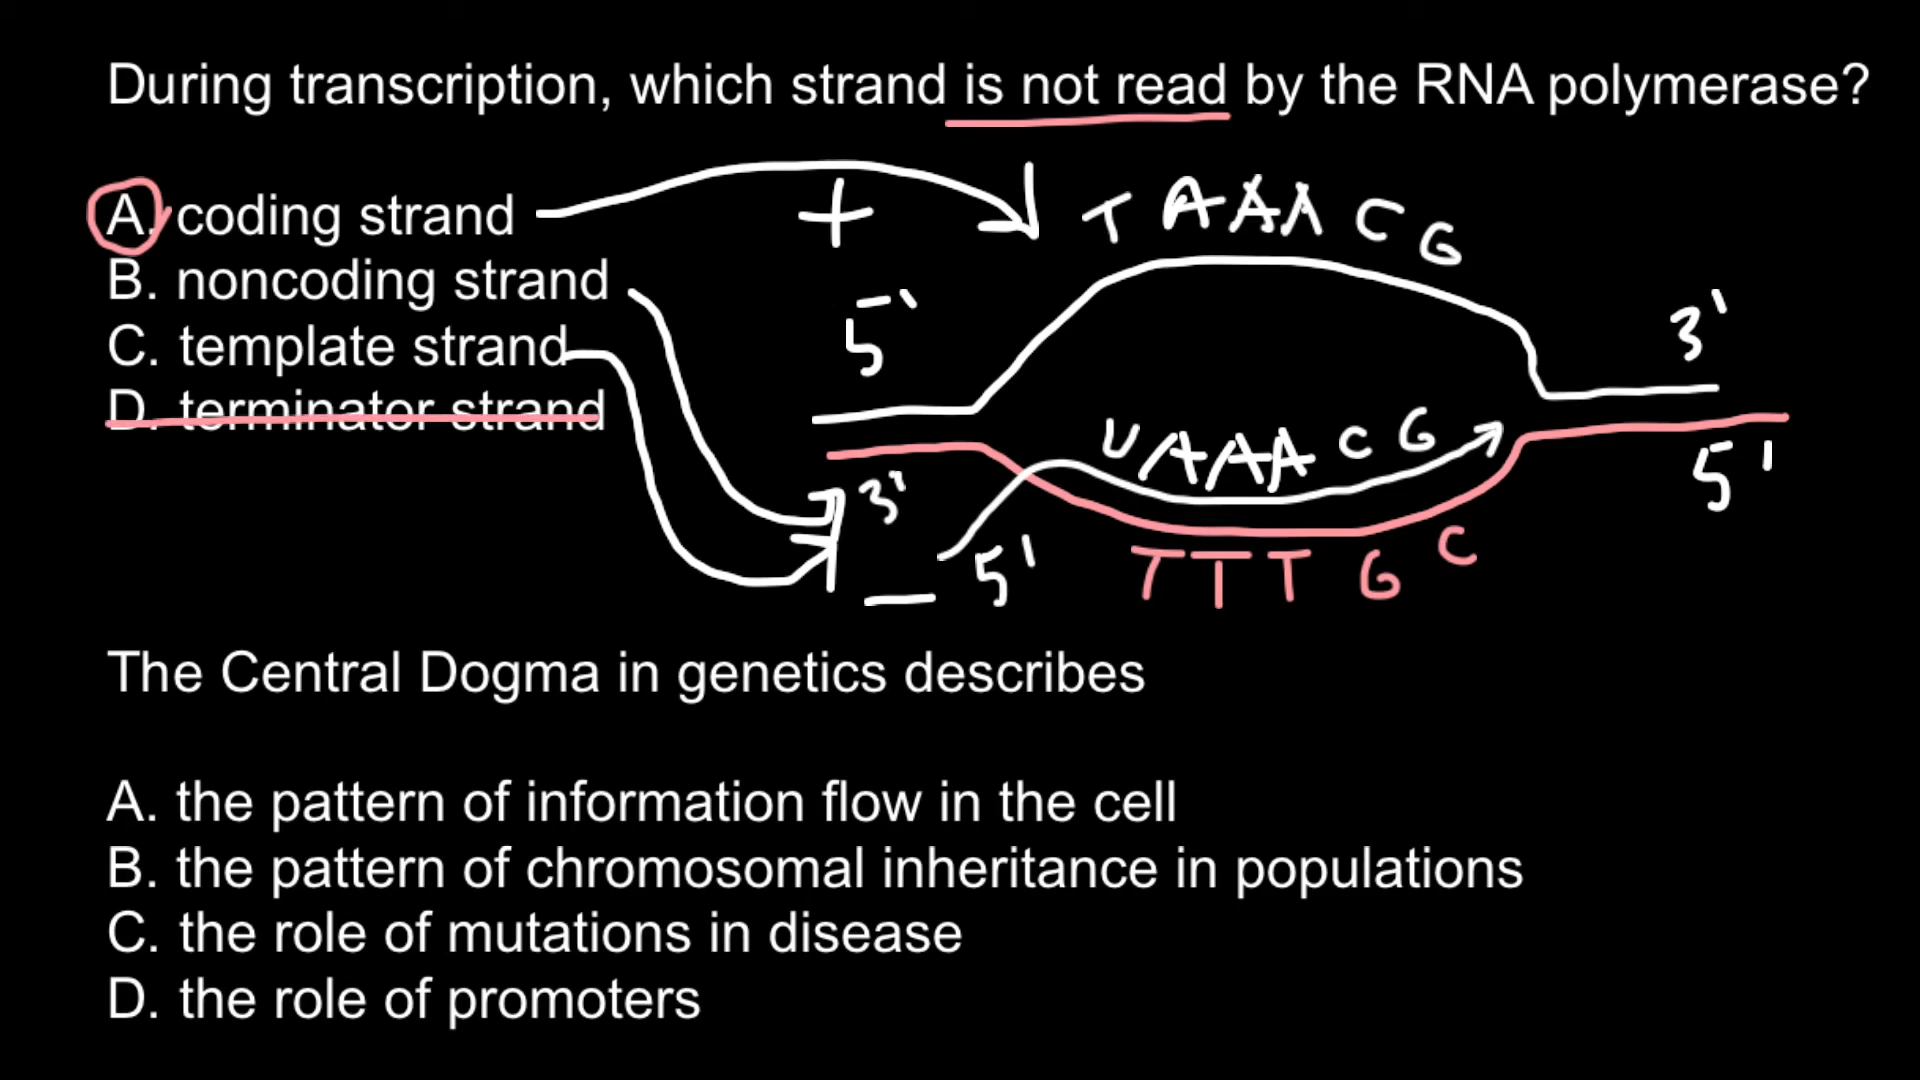 During transcription, which strand is not read by the RNA polymerase?
A. coding strand
B. noncoding strand
C. template strand
D. terminator strand
+
T A A A C G
5'
3'
U A A A C G
3'
5'
5'
T T T G C
–
The Central Dogma in genetics describes
A. the pattern of information flow in the cell
B. the pattern of chromosomal inheritance in populations
C. the role of mutations in disease
D. the role of promoters